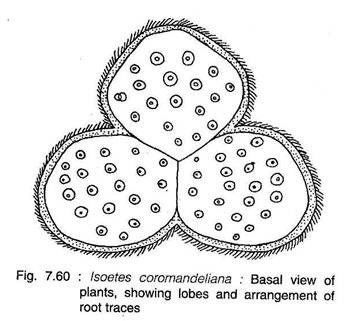 Fig. 7.60 : Isoetes coromandeliana : Basal view of
plants, showing lobes and arrangement of
root traces